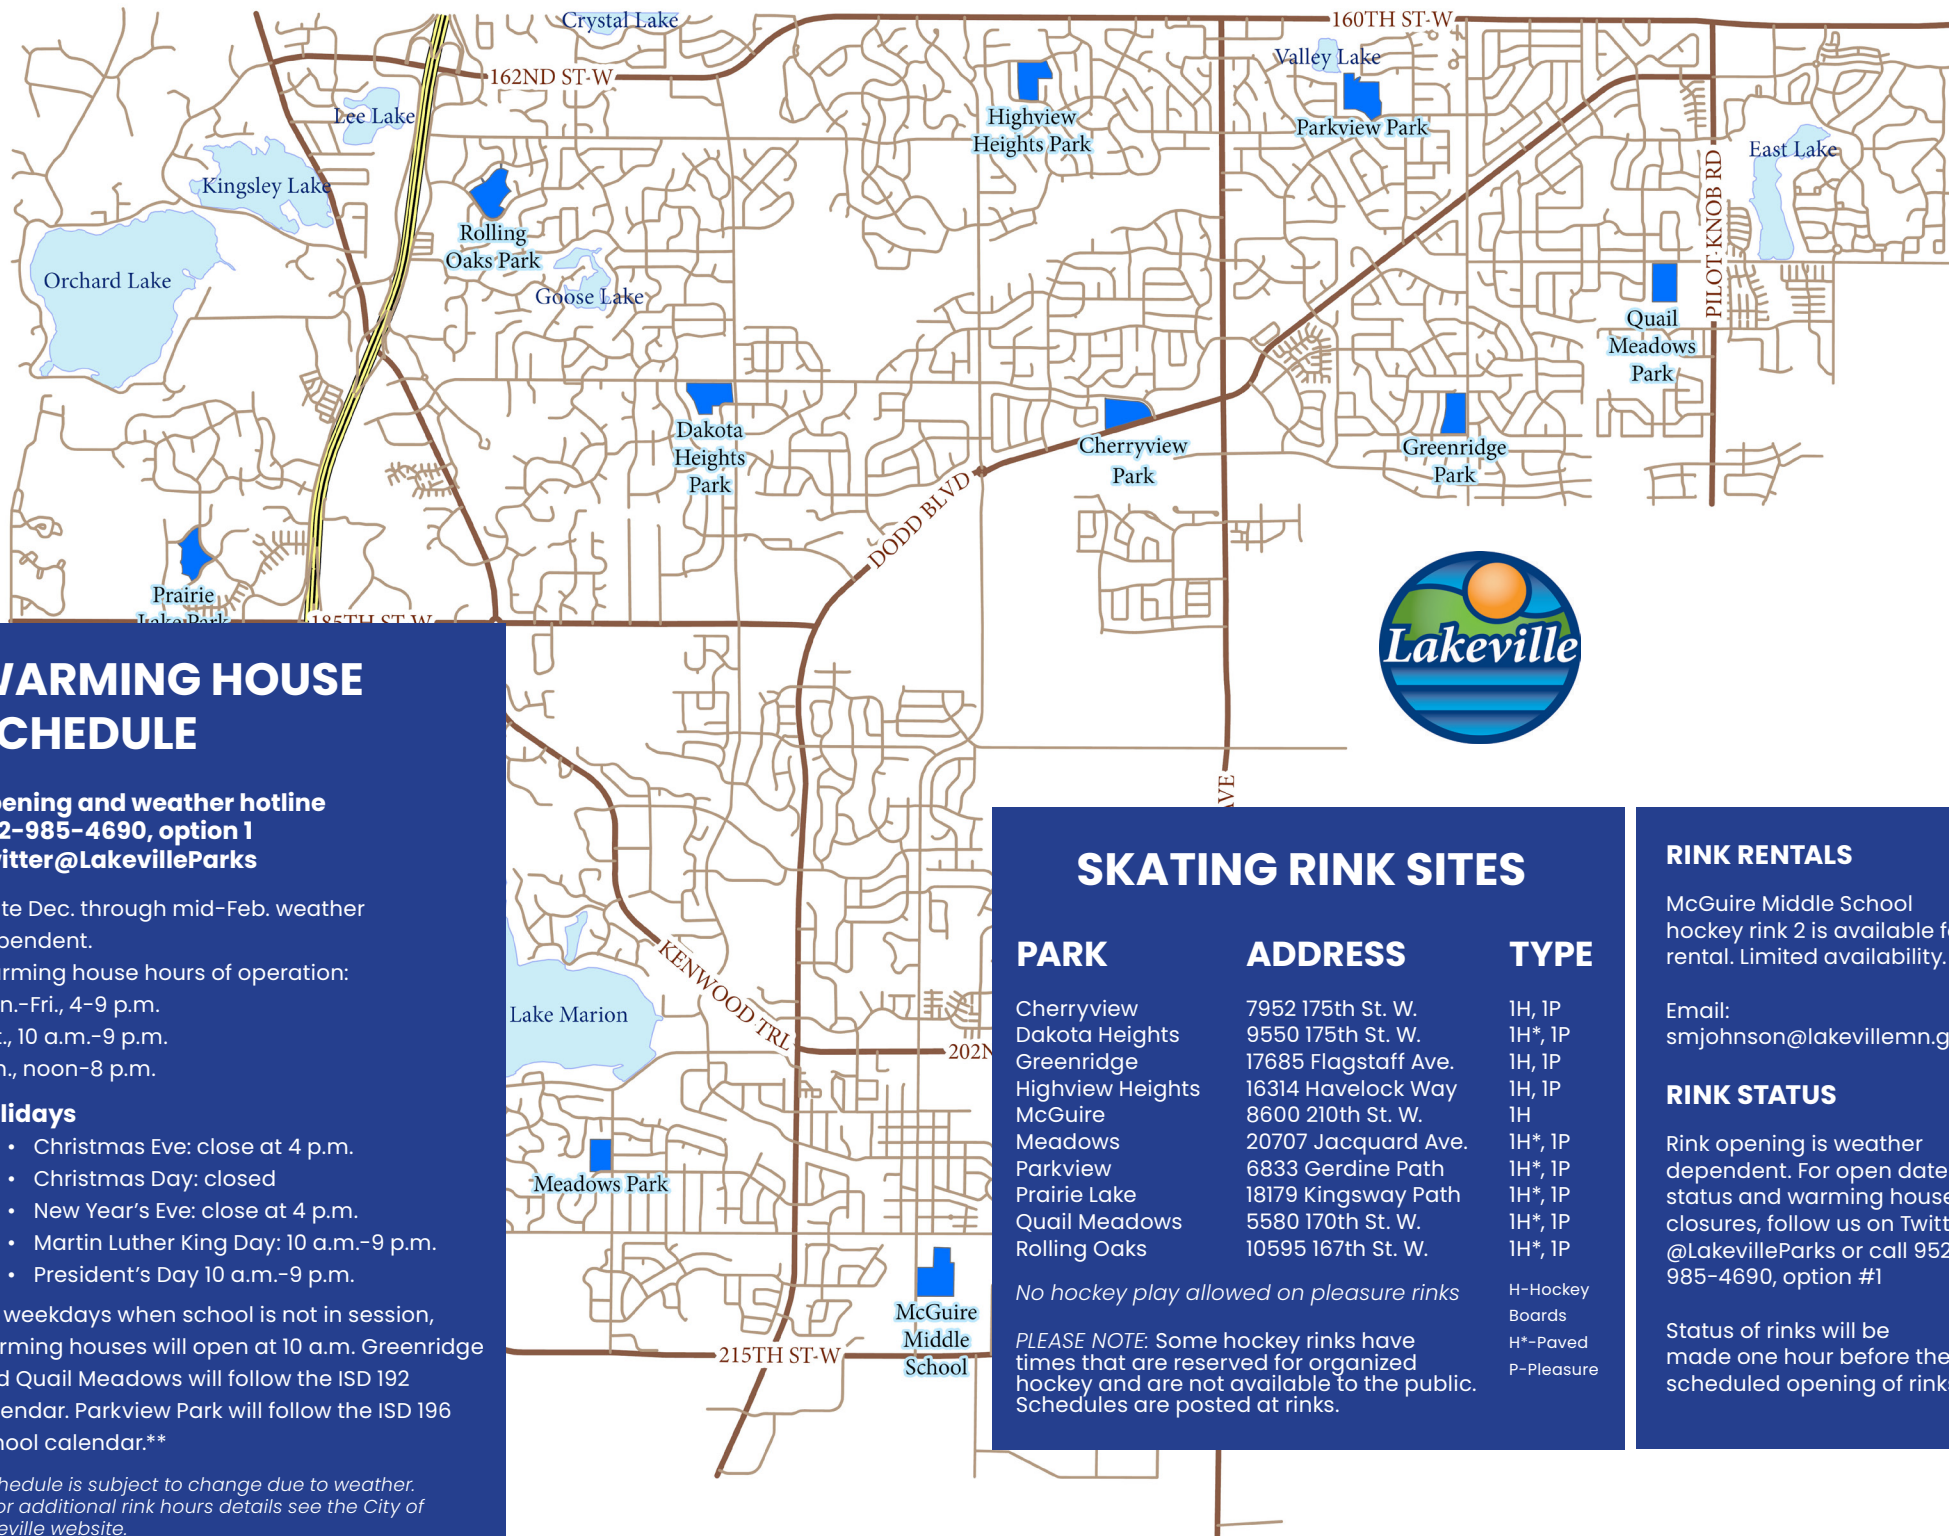 Crystal Lake
160TH ST W
162ND ST W
Valley Lake
Lee Lake
Highview
Heights Park
Parkview Park
East Lake
Kingsley Lake
PILOT KNOB RD
Rolling
Oaks Park
Orchard Lake
Goose Lake
Quail
Meadows
Park
Dakota
Heights
Park
Cherryview
Park
Greenridge
Park
DODD BLVD
Prairie
Lake Park
185TH ST W
Lakeville
AVE
KENWOOD TRL
Lake Marion
202N
Meadows Park
McGuire
Middle
School
215TH ST W
WARMING HOUSE
CHEDULE
ening and weather hotline
2-985-4690, option 1
itter@LakevilleParks
te Dec. through mid-Feb. weather
pendent.
rming house hours of operation:
n.-Fri., 4-9 p.m.
t., 10 a.m.-9 p.m.
n., noon-8 p.m.
lidays
• Christmas Eve: close at 4 p.m.
• Christmas Day: closed
• New Year's Eve: close at 4 p.m.
• Martin Luther King Day: 10 a.m.-9 p.m.
• President's Day 10 a.m.-9 p.m.
weekdays when school is not in session,
rming houses will open at 10 a.m. Greenridge
d Quail Meadows will follow the ISD 192
endar. Parkview Park will follow the ISD 196
hool calendar.**
hedule is subject to change due to weather.
or additional rink hours details see the City of
eville website.
SKATING RINK SITES
PARK ADDRESS TYPE
Cherryview 7952 175th St. W. 1H, 1P
Dakota Heights 9550 175th St. W. 1H*, 1P
Greenridge 17685 Flagstaff Ave. 1H, 1P
Highview Heights 16314 Havelock Way 1H, 1P
McGuire 8600 210th St. W. 1H
Meadows 20707 Jacquard Ave. 1H*, 1P
Parkview 6833 Gerdine Path 1H*, 1P
Prairie Lake 18179 Kingsway Path 1H*, 1P
Quail Meadows 5580 170th St. W. 1H*, 1P
Rolling Oaks 10595 167th St. W. 1H*, 1P
No hockey play allowed on pleasure rinks
PLEASE NOTE: Some hockey rinks have
times that are reserved for organized
hockey and are not available to the public.
Schedules are posted at rinks.
H-Hockey
Boards
H*-Paved
P-Pleasure
RINK RENTALS
McGuire Middle School
hockey rink 2 is available f
rental. Limited availability.
Email:
smjohnson@lakevillemn.g
RINK STATUS
Rink opening is weather
dependent. For open date
status and warming house
closures, follow us on Twitt
@LakevilleParks or call 952
985-4690, option #1
Status of rinks will be
made one hour before the
scheduled opening of rink